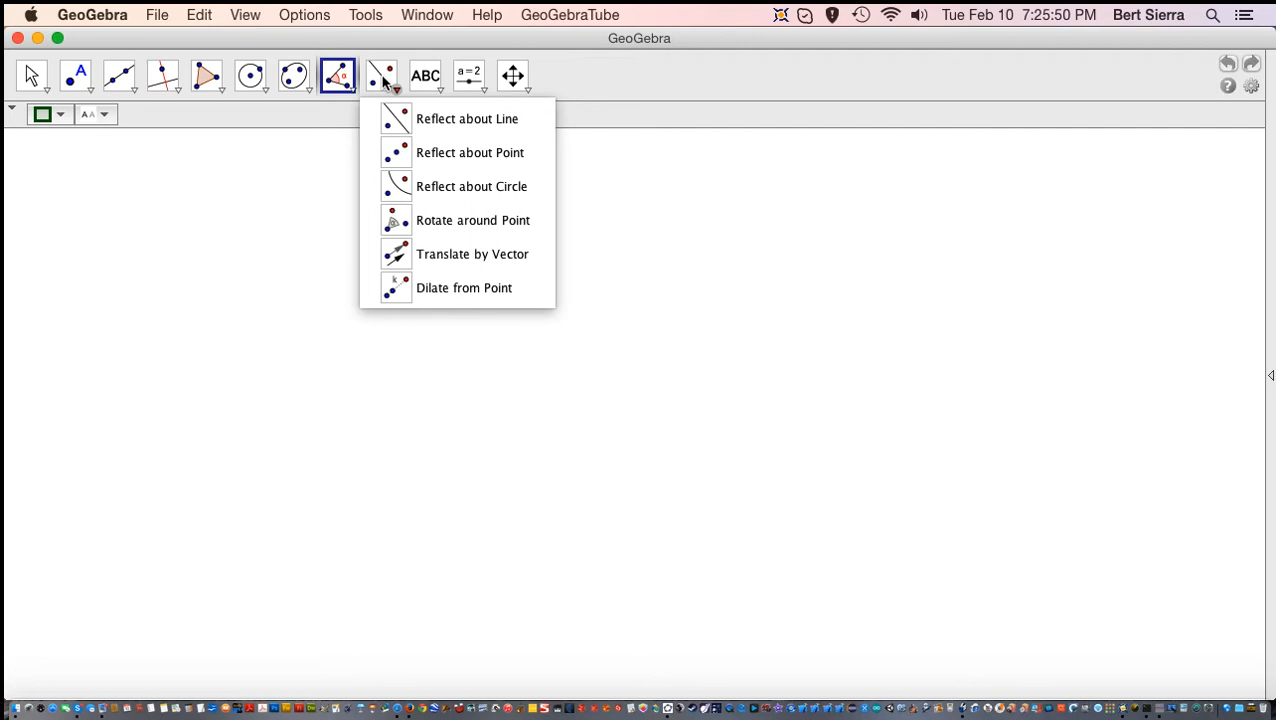 GeoGebra File Edit View Options Tools Window Help GeoGebraTube Tue Feb 10 7:25:50 PM Bert Sierra
GeoGebra
A α ABC a=2
AA
Reflect about Line
Reflect about Point
Reflect about Circle
Rotate around Point
Translate by Vector
k Dilate from Point